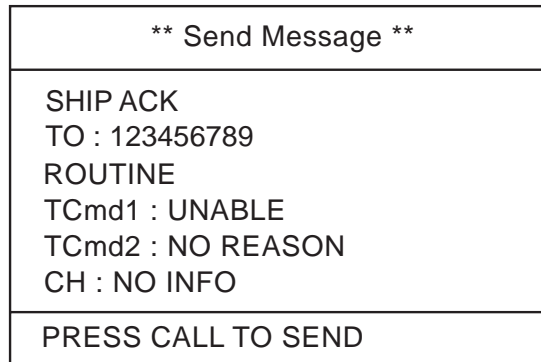 ** Send Message **
SHIP ACK
TO : 123456789
ROUTINE
TCmd1 : UNABLE
TCmd2 : NO REASON
CH : NO INFO
PRESS CALL TO SEND